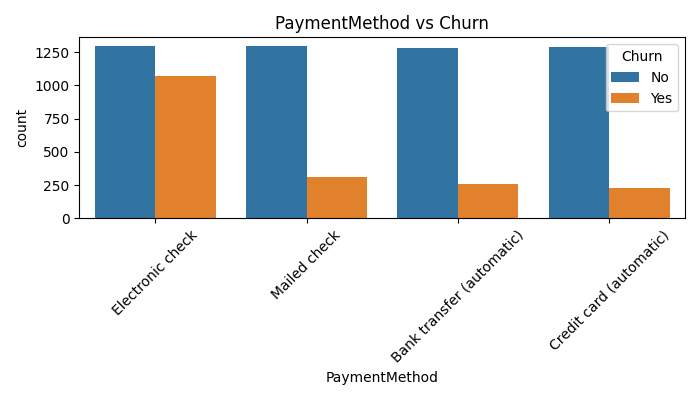 PaymentMethod vs Churn
Churn
No
Yes
count
1250
1000
750
500
250
0
Electronic check
Mailed check
Bank transfer (automatic)
Credit card (automatic)
PaymentMethod